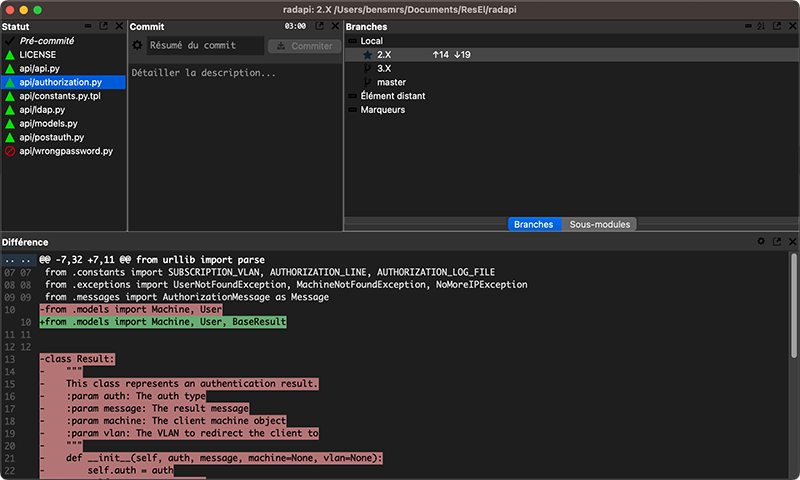 radapi: 2.X /Users/bensmrs/Documents/ResEl/radapi
Statut
Pré-commité
LICENSE
api/api.py
api/authorization.py
api/constants.py.tpl
api/ldap.py
api/models.py
api/postauth.py
api/wrongpassword.py
Commit 03:00
Résumé du commit Commiter
Détailler la description...
Branches
Local
2.X ↑14 ↓19
3.X
master
Élément distant
Marqueurs
Branches Sous-modules
Différence
.. .. @@ -7,32 +7,11 @@ from urllib import parse
07 07 from .constants import SUBSCRIPTION_VLAN, AUTHORIZATION_LINE, AUTHORIZATION_LOG_FILE
08 08 from .exceptions import UserNotFoundException, MachineNotFoundException, NoMoreIPException
09 09 from .messages import AuthorizationMessage as Message
10 -from .models import Machine, User
10 +from .models import Machine, User, BaseResult
11 11
12 12
13 -class Result:
14 - """
15 - This class represents an authentication result.
16 - :param auth: The auth type
17 - :param message: The result message
18 - :param machine: The client machine object
19 - :param vlan: The VLAN to redirect the client to
20 - """
21 - def __init__(self, auth, message, machine=None, vlan=None):
22 - self.auth = auth